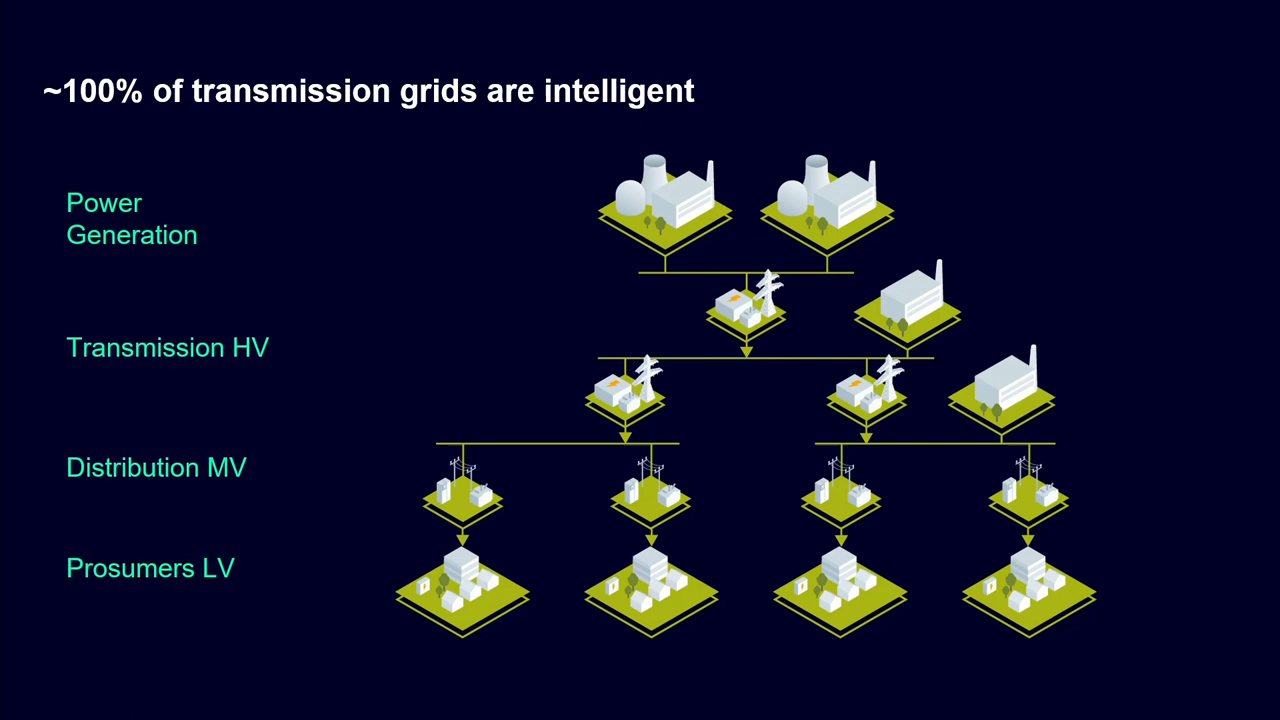 ~100% of transmission grids are intelligent
Power
Generation
Transmission HV
Distribution MV
Prosumers LV